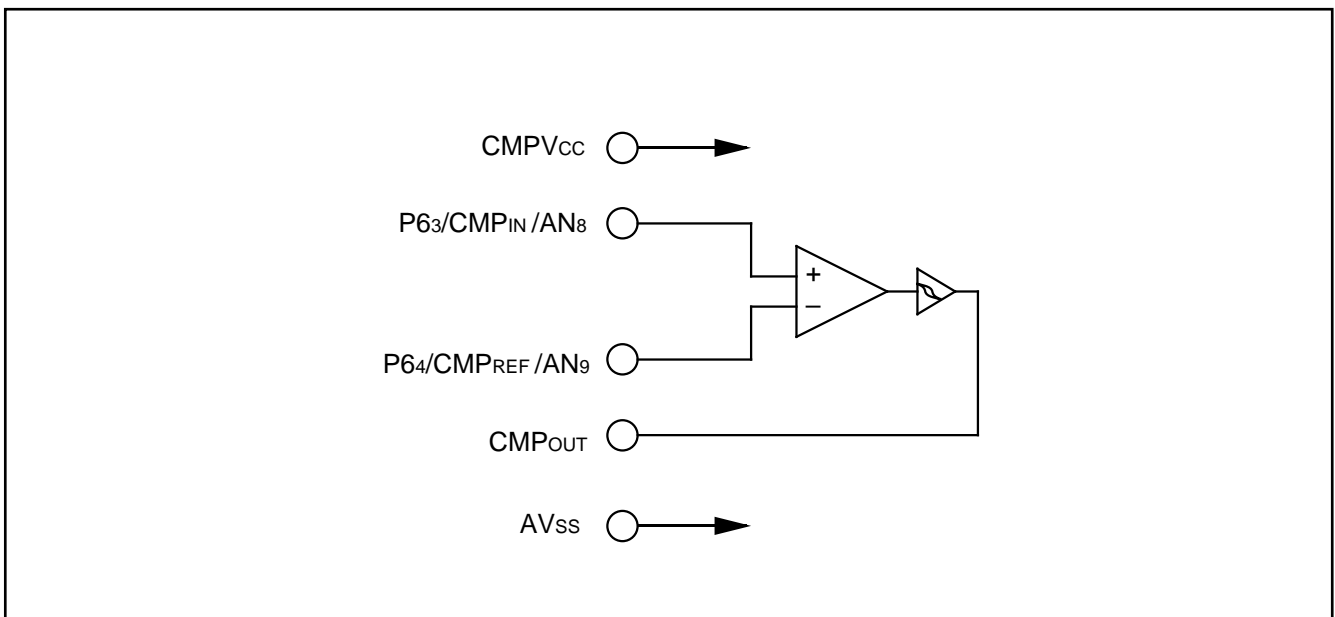 CMPVCC
P63/CMPIN/AN8
+
−
P64/CMPREF/AN9
CMPOUT
AVSS